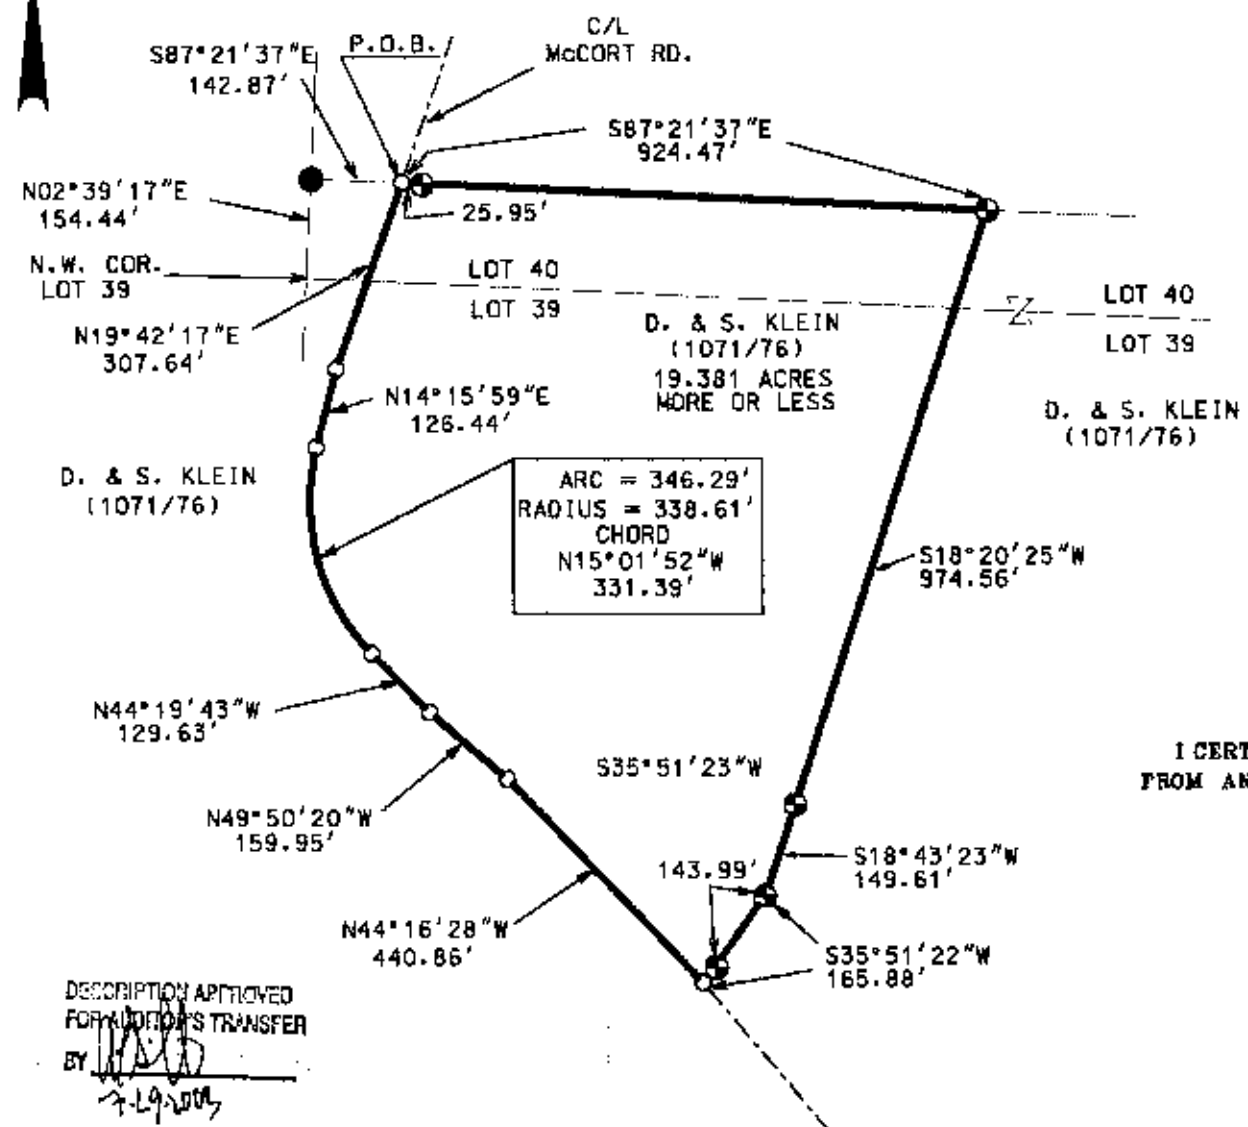 C/L
McCORT RD.
P.O.B.
S87°21'37"E
142.87'
S87°21'37"E
924.47'
N02°39'17"E
154.44'
25.95'
N.W. COR.
LOT 39
LOT 40
LOT 39
LOT 40
LOT 39
N19°42'17"E
307.64'
D. & S. KLEIN
(1071/76)
19.381 ACRES
MORE OR LESS
N14°15'59"E
126.44'
D. & S. KLEIN
(1071/76)
D. & S. KLEIN
(1071/76)
ARC = 346.29'
RADIUS = 338.61'
CHORD
N15°01'52"W
331.39'
S18°20'25"W
974.56'
N44°19'43"W
129.63'
S35°51'23"W
I CERT
FROM AN
N49°50'20"W
159.95'
143.99'
S18°43'23"W
149.61'
N44°16'28"W
440.86'
S35°51'22"W
165.88'
DESCRIPTION APPROVED
FOR AUDITOR'S TRANSFER
BY